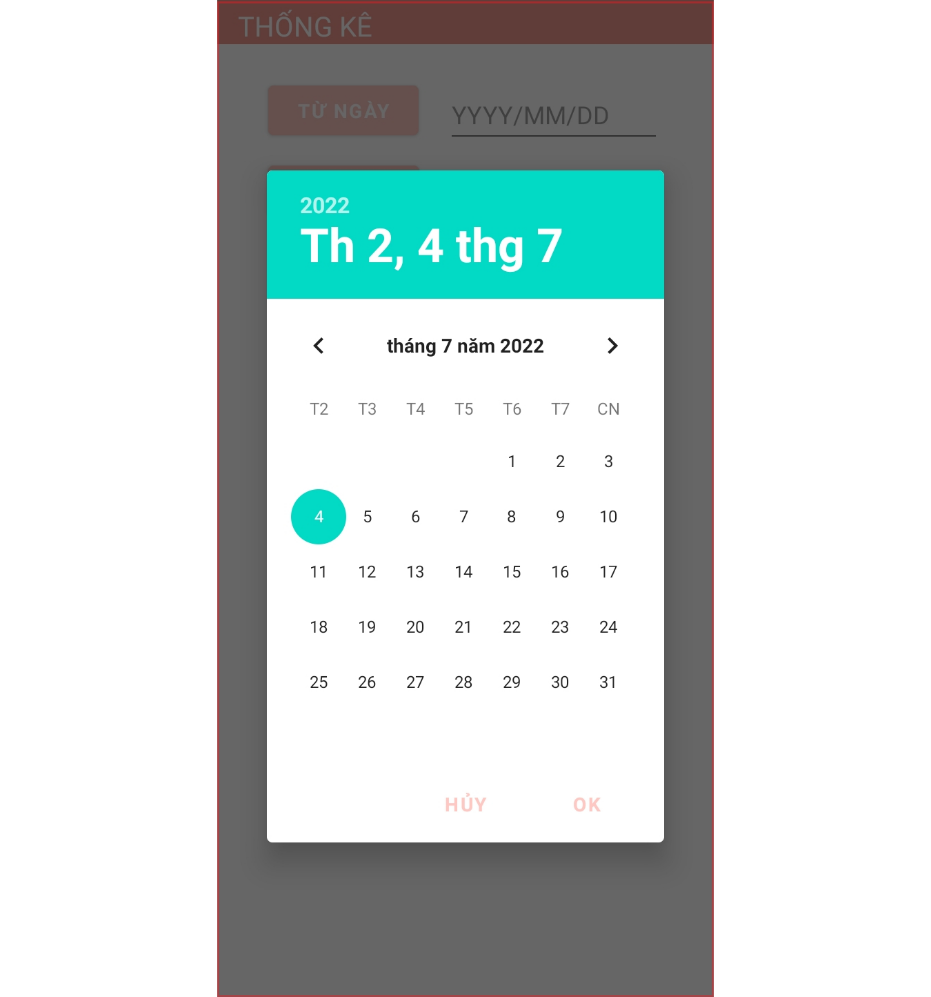 THỐNG KÊ
TỪ NGÀY YYYY/MM/DD
2022
Th 2, 4 thg 7
tháng 7 năm 2022
T2 T3 T4 T5 T6 T7 CN
1 2 3
4 5 6 7 8 9 10
11 12 13 14 15 16 17
18 19 20 21 22 23 24
25 26 27 28 29 30 31
HỦY OK